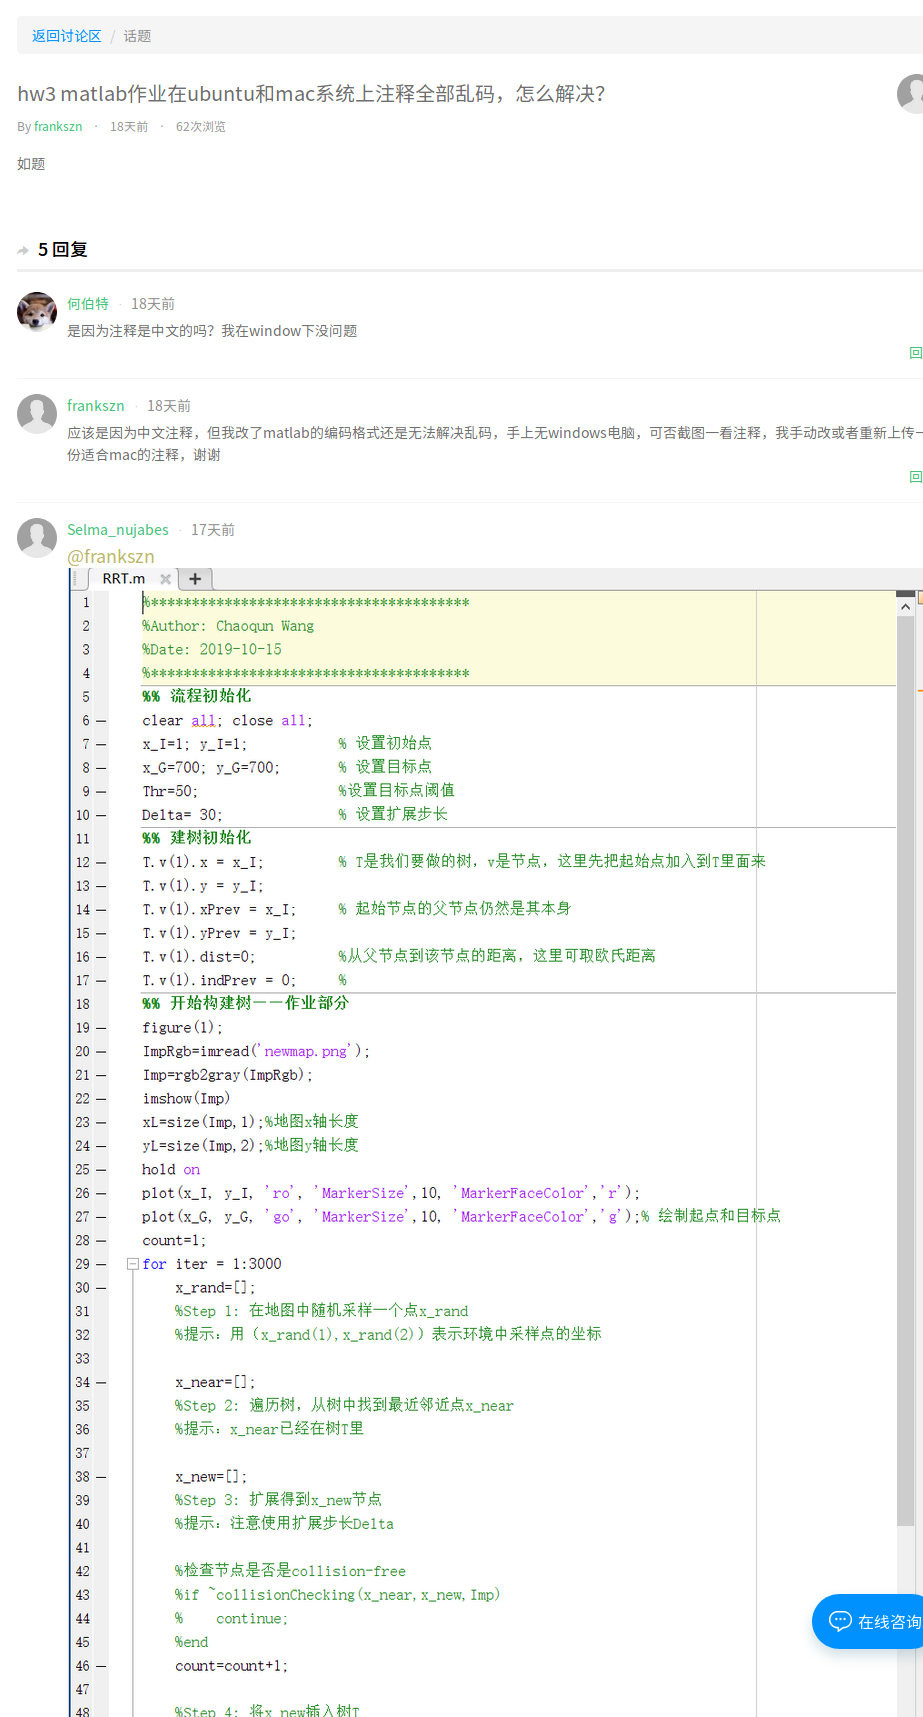 返回讨论区 / 话题
hw3 matlab作业在ubuntu和mac系统上注释全部乱码，怎么解决？
By frankszn · 18天前 · 62次浏览
如题
5 回复
何伯特 · 18天前
是因为注释是中文的吗？我在window下没问题
回
frankszn · 18天前
应该是因为中文注释，但我改了matlab的编码格式还是无法解决乱码，手上无windows电脑，可否截图一看注释，我手动改或者重新上传一
份适合mac的注释，谢谢
回
Selma_nujabes · 17天前
@frankszn
RRT.m
1 %***************************************
2 %Author: Chaoqun Wang
3 %Date: 2019-10-15
4 %***************************************
5 %% 流程初始化
6 — clear all; close all;
7 — x_I=1; y_I=1; % 设置初始点
8 — x_G=700; y_G=700; % 设置目标点
9 — Thr=50; %设置目标点阈值
10 — Delta= 30; % 设置扩展步长
11 %% 建树初始化
12 — T.v(1).x = x_I; % T是我们要做的树，v是节点，这里先把起始点加入到T里面来
13 — T.v(1).y = y_I;
14 — T.v(1).xPrev = x_I; % 起始节点的父节点仍然是其本身
15 — T.v(1).yPrev = y_I;
16 — T.v(1).dist=0; %从父节点到该节点的距离，这里可取欧氏距离
17 — T.v(1).indPrev = 0; %
18 %% 开始构建树——作业部分
19 — figure(1);
20 — ImpRgb=imread('newmap.png');
21 — Imp=rgb2gray(ImpRgb);
22 — imshow(Imp)
23 — xL=size(Imp,1);%地图x轴长度
24 — yL=size(Imp,2);%地图y轴长度
25 — hold on
26 — plot(x_I, y_I, 'ro', 'MarkerSize',10, 'MarkerFaceColor','r');
27 — plot(x_G, y_G, 'go', 'MarkerSize',10, 'MarkerFaceColor','g');% 绘制起点和目标点
28 — count=1;
29 — for iter = 1:3000
30 — x_rand=[];
31 %Step 1: 在地图中随机采样一个点x_rand
32 %提示：用（x_rand(1),x_rand(2)）表示环境中采样点的坐标
33
34 — x_near=[];
35 %Step 2: 遍历树，从树中找到最近邻近点x_near
36 %提示：x_near已经在树T里
37
38 — x_new=[];
39 %Step 3: 扩展得到x_new节点
40 %提示：注意使用扩展步长Delta
41
42 %检查节点是否是collision-free
43 %if ~collisionChecking(x_near,x_new,Imp)
44 % continue;
45 %end
46 — count=count+1;
47
48 %Step 4: 将x_new插入树T
在线咨询